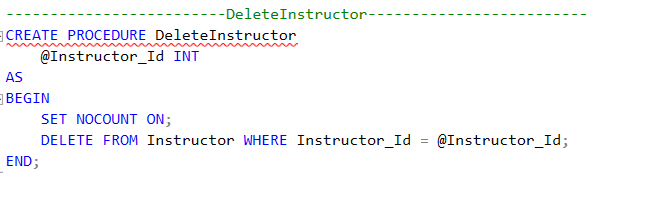 -------------------------DeleteInstructor-------------------------
CREATE PROCEDURE DeleteInstructor
    @Instructor_Id INT
AS
BEGIN
    SET NOCOUNT ON;
    DELETE FROM Instructor WHERE Instructor_Id = @Instructor_Id;
END;